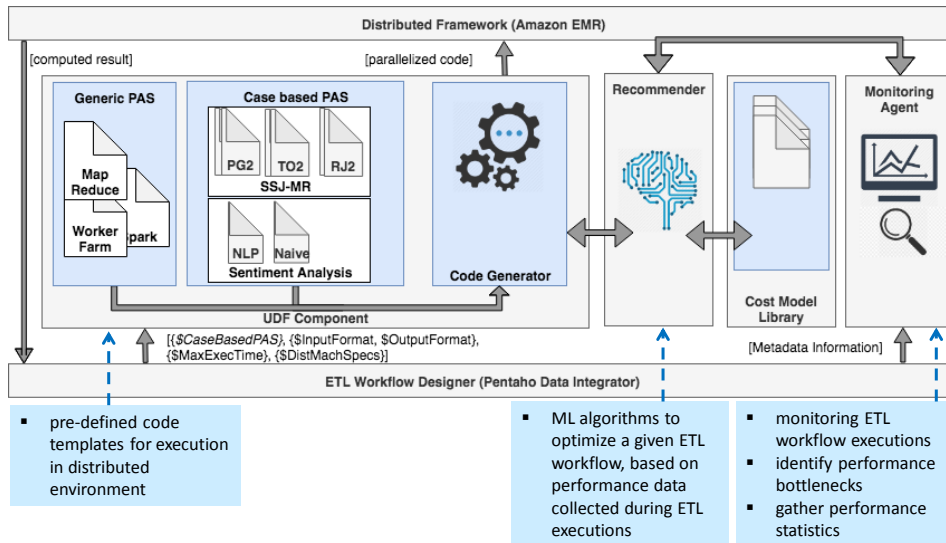 Distributed Framework (Amazon EMR)
[computed result]
[parallelized code]
Generic PAS
Map
Reduce
Worker
Farm
Spark
Case based PAS
PG2
TO2
RJ2
SSJ-MR
NLP
Naive
Sentiment Analysis
Code Generator
UDF Component
Recommender
Cost Model
Library
Monitoring
Agent
[{$CaseBasedPAS}, {$InputFormat, $OutputFormat},
{$MaxExecTime}, {$DistMachSpecs}]
[Metadata Information]
ETL Workflow Designer (Pentaho Data Integrator)
▪ pre-defined code
templates for execution
in distributed
environment
▪ ML algorithms to
optimize a given ETL
workflow, based on
performance data
collected during ETL
executions
▪ monitoring ETL
workflow executions
▪ identify performance
bottlenecks
▪ gather performance
statistics